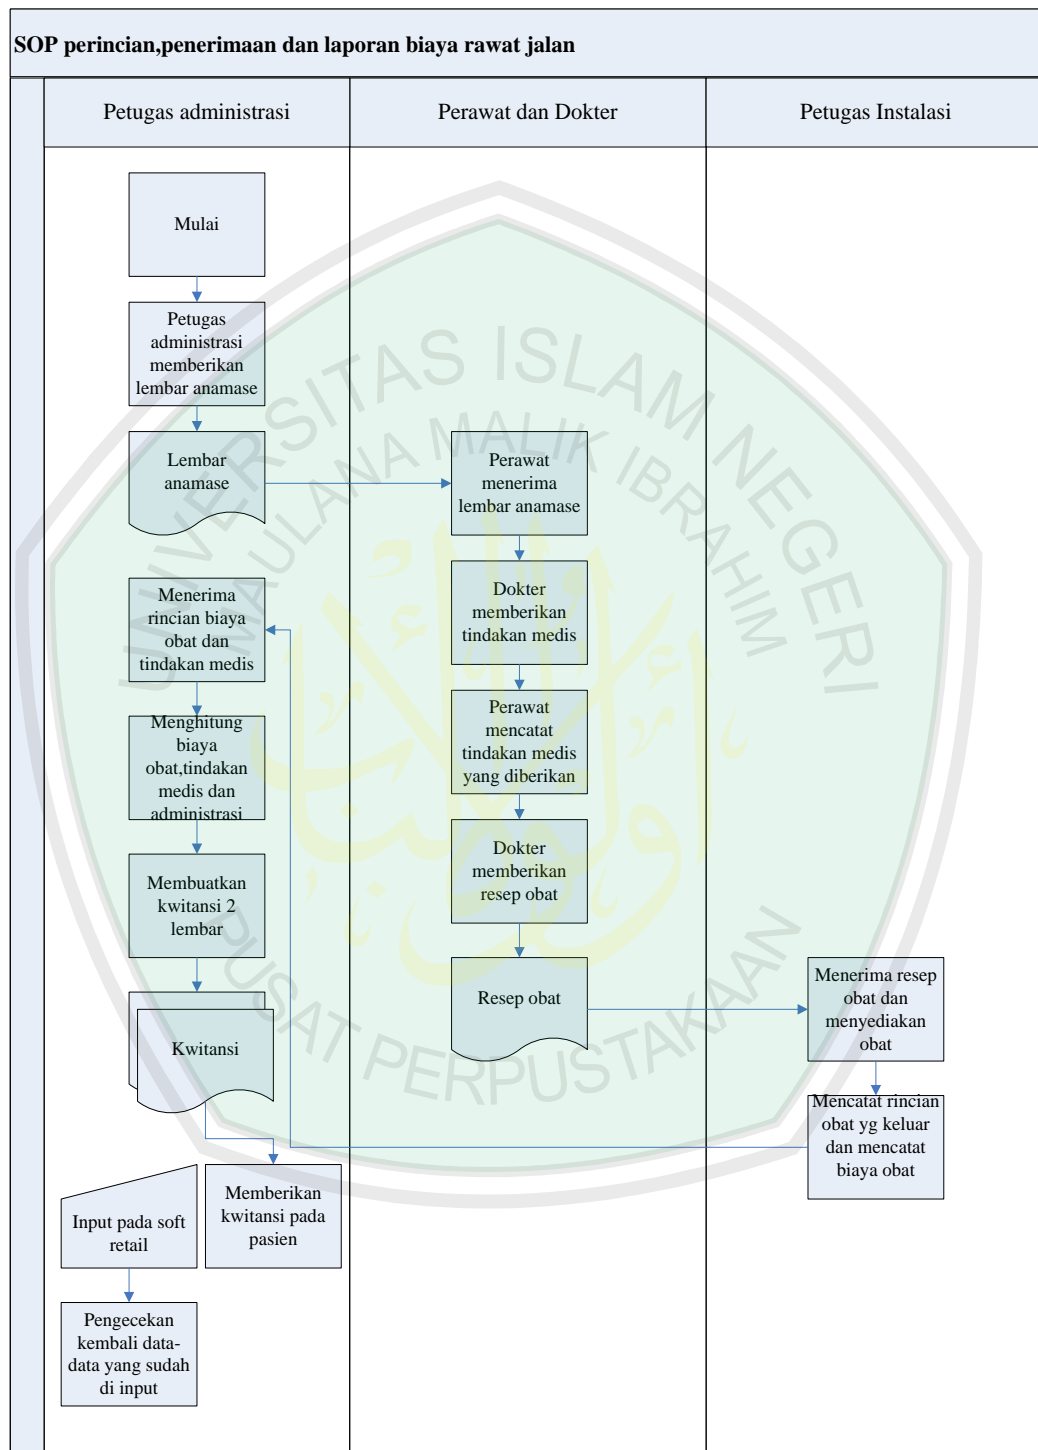 SOP perincian,penerimaan dan laporan biaya rawat jalan
Petugas administrasi
Perawat dan Dokter
Petugas Instalasi
Mulai
Petugas
administrasi
memberikan
lembar anamase
Lembar
anamase
Perawat
menerima
lembar anamase
Dokter
memberikan
tindakan medis
Perawat
mencatat
tindakan medis
yang diberikan
Dokter
memberikan
resep obat
Resep obat
Menerima resep
obat dan
menyediakan
obat
Mencatat rincian
obat yg keluar
dan mencatat
biaya obat
Menerima
rincian biaya
obat dan
tindakan medis
Menghitung
biaya
obat,tindakan
medis dan
administrasi
Membuatkan
kwitansi 2
lembar
Kwitansi
Memberikan
kwitansi pada
pasien
Input pada soft
retail
Pengecekan
kembali data-
data yang sudah
di input
UNIVERSITAS ISLAM NEGERI
MAULANA MALIK IBRAHIM
PUSAT PERPUSTAKAAN